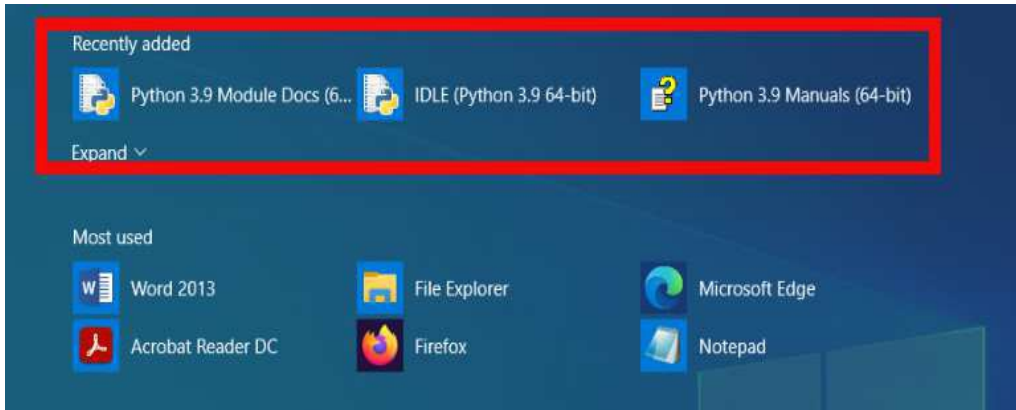 Recently added
Python 3.9 Module Docs (6... IDLE (Python 3.9 64-bit) Python 3.9 Manuals (64-bit)
Expand
Most used
Word 2013 File Explorer Microsoft Edge
Acrobat Reader DC Firefox Notepad